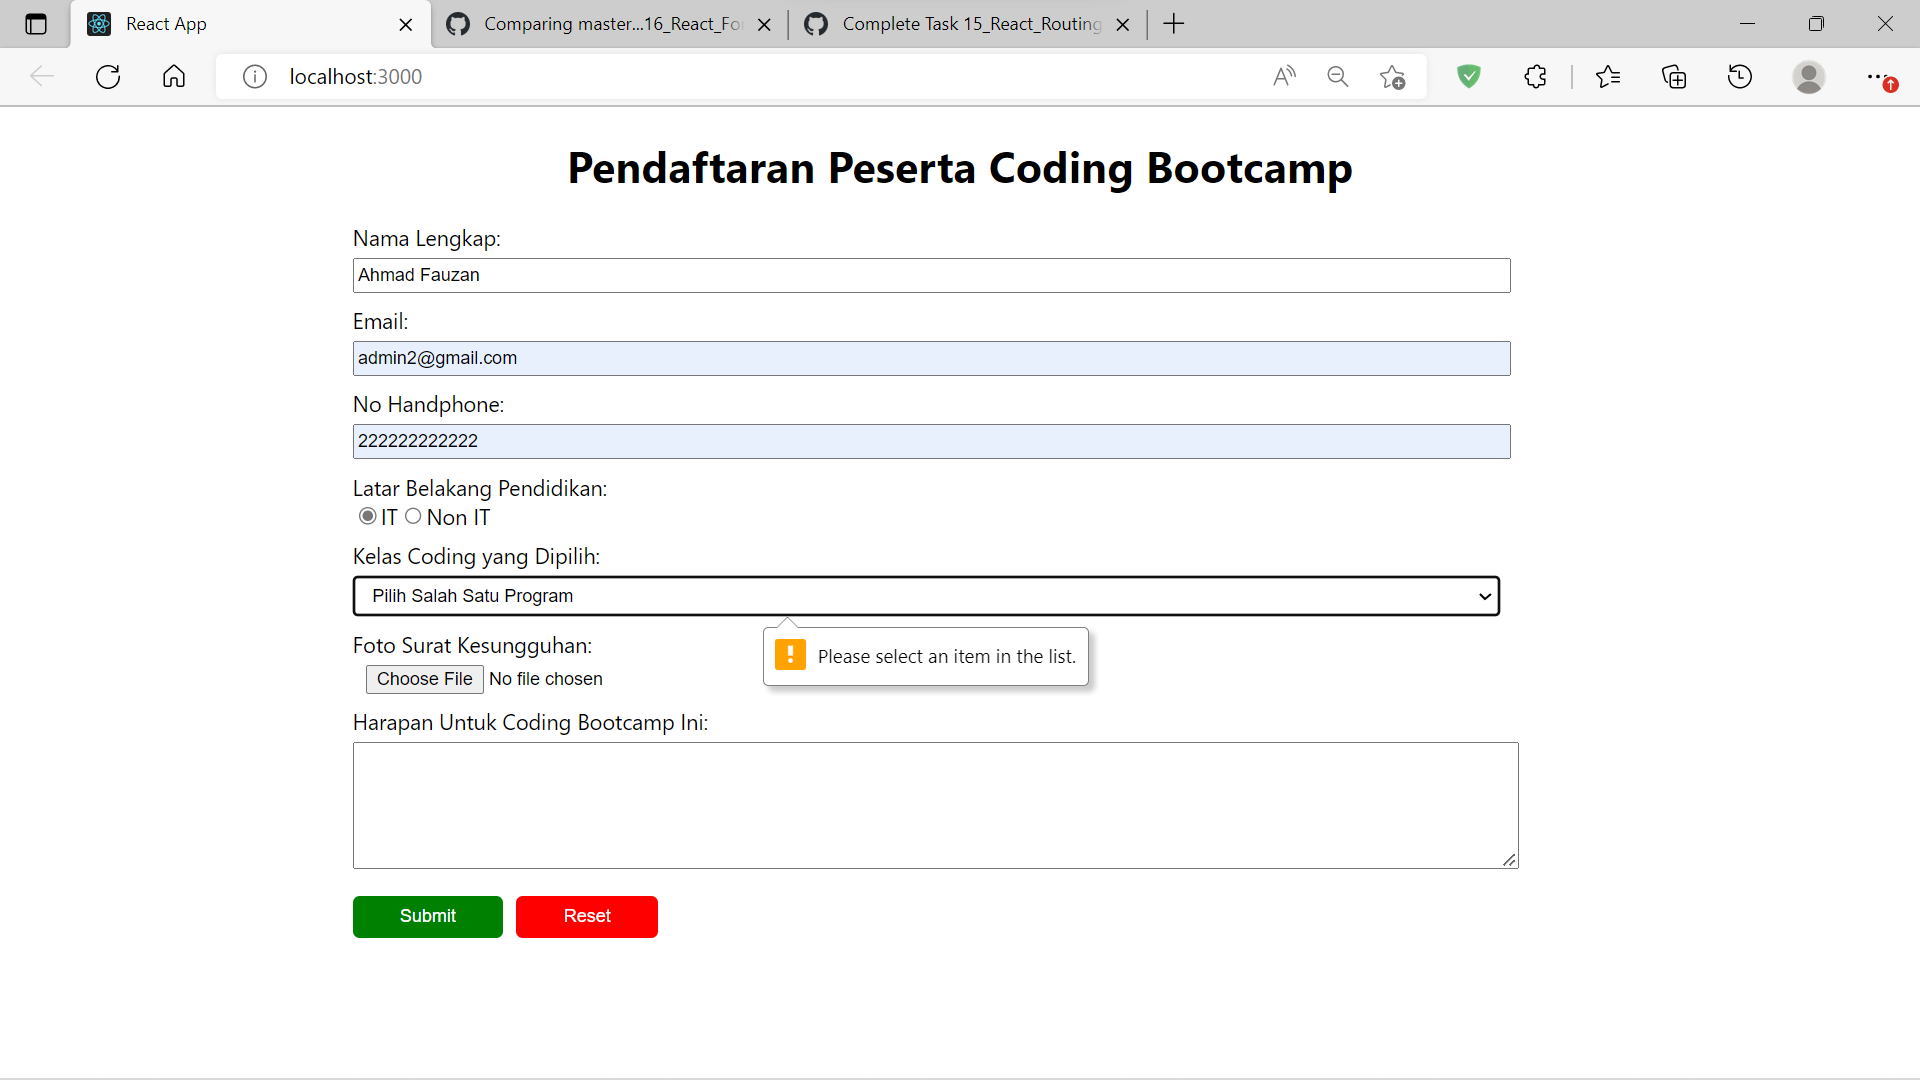 React App
Comparing master...16_React_Fo
Complete Task 15_React_Routing
localhost:3000
Pendaftaran Peserta Coding Bootcamp
Nama Lengkap:
Ahmad Fauzan
Email:
admin2@gmail.com
No Handphone:
222222222222
Latar Belakang Pendidikan:
IT Non IT
Kelas Coding yang Dipilih:
Pilih Salah Satu Program
Please select an item in the list.
Foto Surat Kesungguhan:
Choose File No file chosen
Harapan Untuk Coding Bootcamp Ini:
Submit Reset